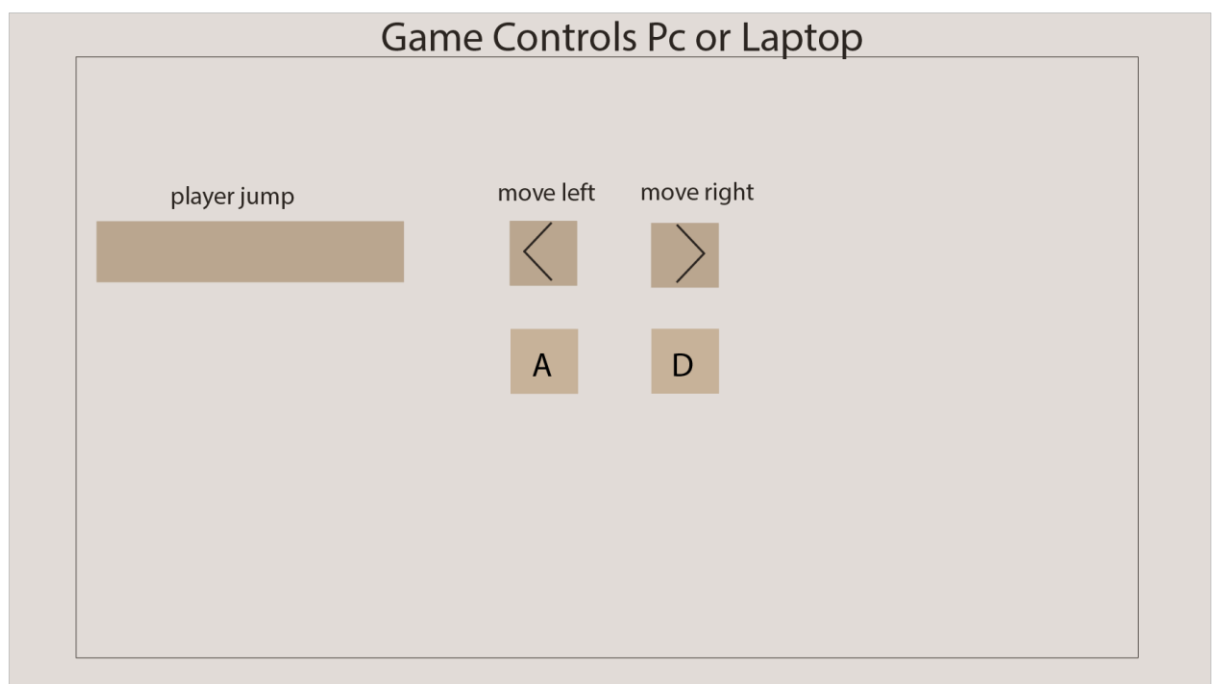 Game Controls Pc or Laptop
player jump
move left
move right
A
D